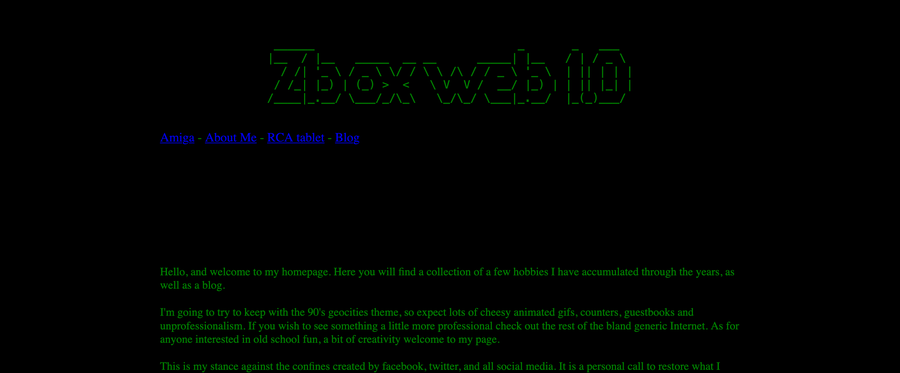 Zbox web 1.0
Amiga - About Me - RCA tablet - Blog
Hello, and welcome to my homepage. Here you will find a collection of a few hobbies I have accumulated through the years, as
well as a blog.
I'm going to try to keep with the 90's geocities theme, so expect lots of cheesy animated gifs, counters, guestbooks and
unprofessionalism. If you wish to see something a little more professional check out the rest of the bland generic Internet. As for
anyone interested in old school fun, a bit of creativity welcome to my page.
This is my stance against the confines created by facebook, twitter, and all social media. It is a personal call to restore what I